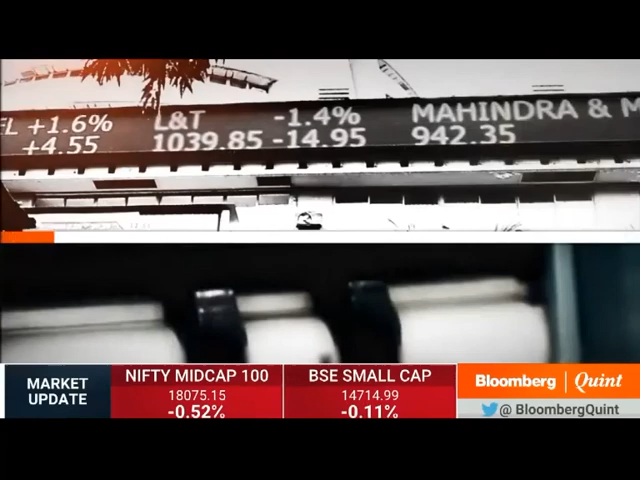 EL +1.6%
+4.55
L&T -1.4%
1039.85 -14.95
MAHINDRA & M
942.35
MARKET
UPDATE
NIFTY MIDCAP 100
18075.15
-0.52%
BSE SMALL CAP
14714.99
-0.11%
Bloomberg | Quint
@ BloombergQuint